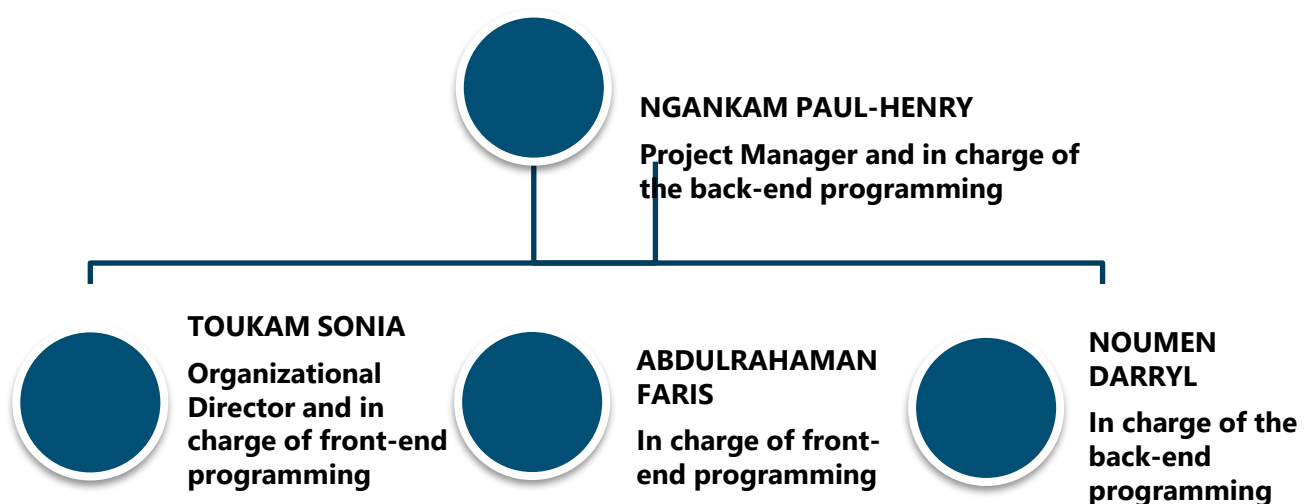 NGANKAM PAUL-HENRY
Project Manager and in charge of
the back-end programming
TOUKAM SONIA
Organizational
Director and in
charge of front-end
programming
ABDULRAHAMAN
FARIS
In charge of front-
end programming
NOUMEN
DARRYL
In charge of the
back-end
programming